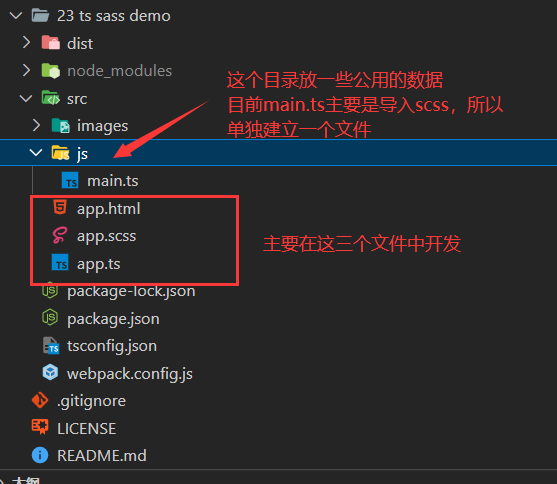 23 ts sass demo
dist
node_modules
src
images
js
main.ts
app.html
app.scss
app.ts
package-lock.json
package.json
tsconfig.json
webpack.config.js
.gitignore
LICENSE
README.md
大纲
这个目录放一些公用的数据
目前main.ts主要是导入scss，所以
单独建立一个文件
主要在这三个文件中开发